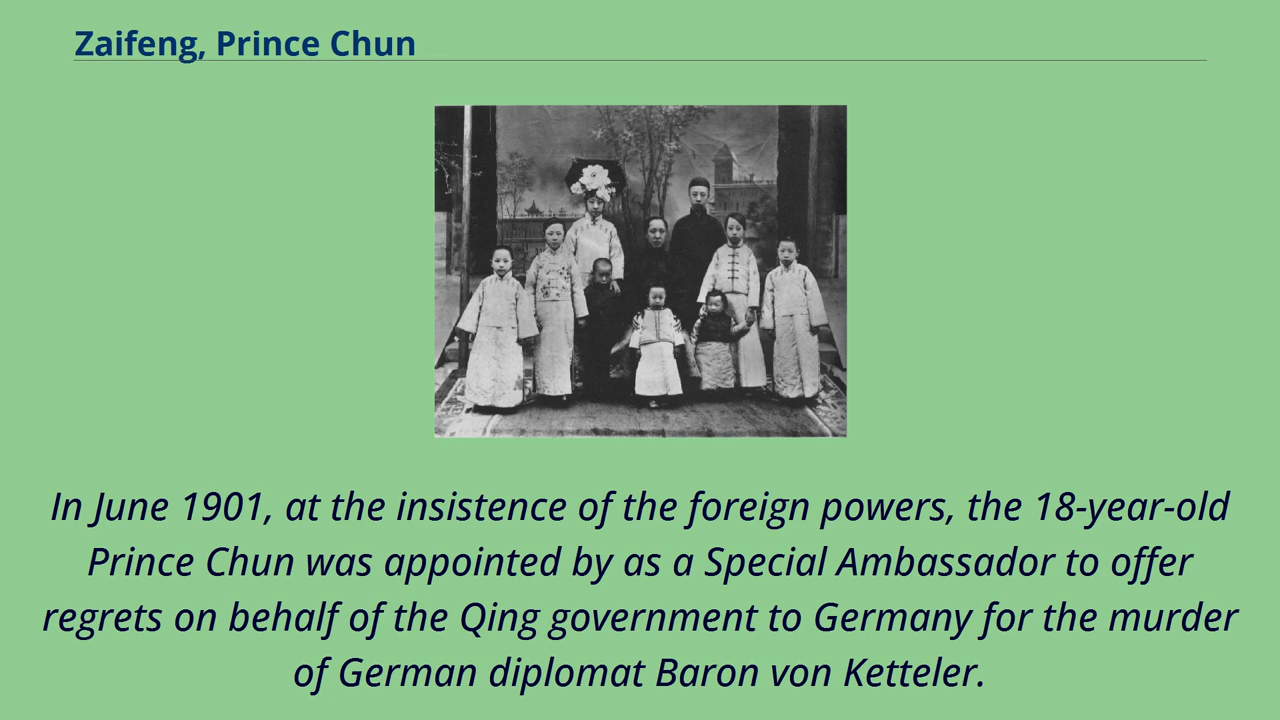 Zaifeng, Prince Chun
In June 1901, at the insistence of the foreign powers, the 18-year-old
Prince Chun was appointed by as a Special Ambassador to offer
regrets on behalf of the Qing government to Germany for the murder
of German diplomat Baron von Ketteler.